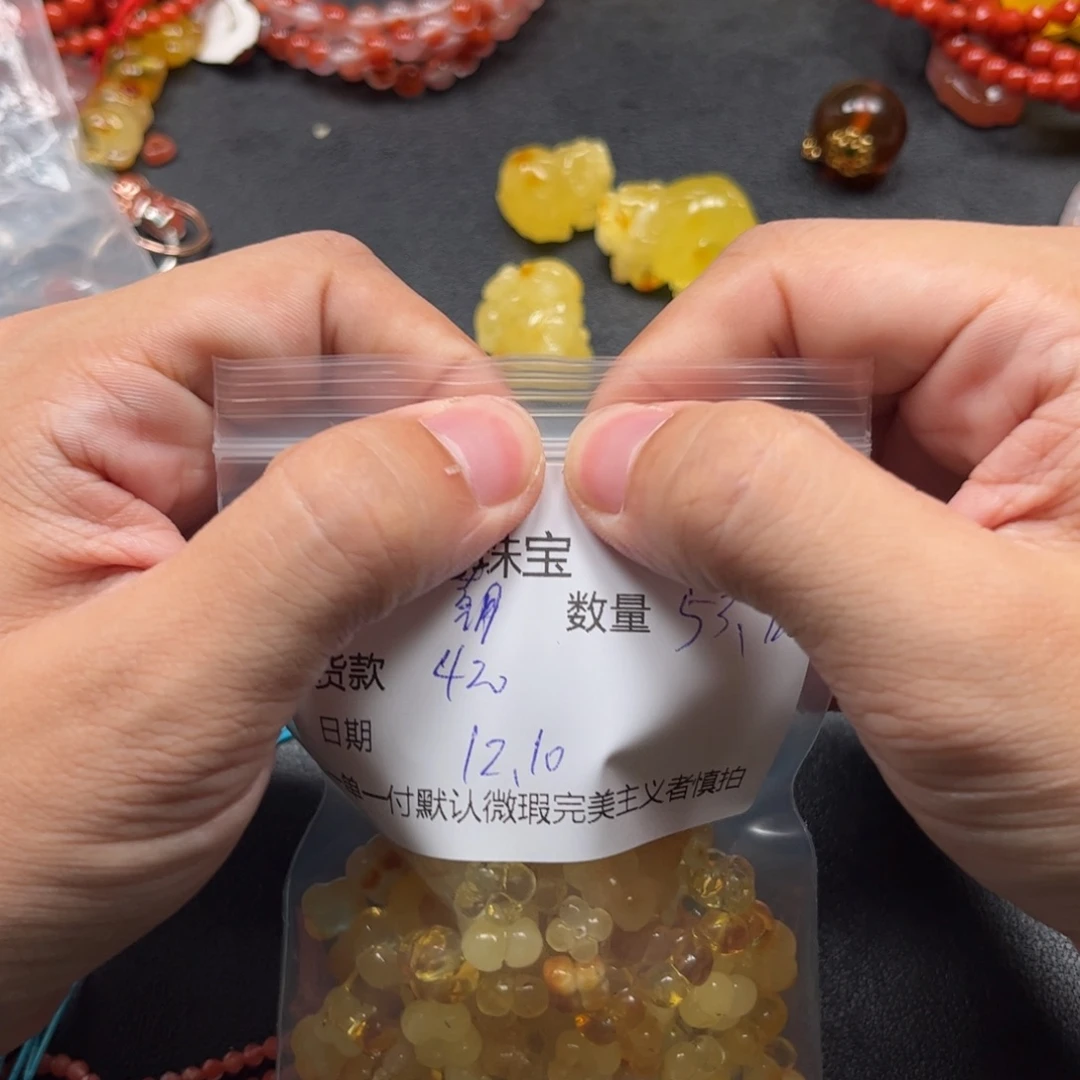 珠宝
数量 53,
货款 420
日期 12.10
单一付默认微瑕完美主义者慎拍